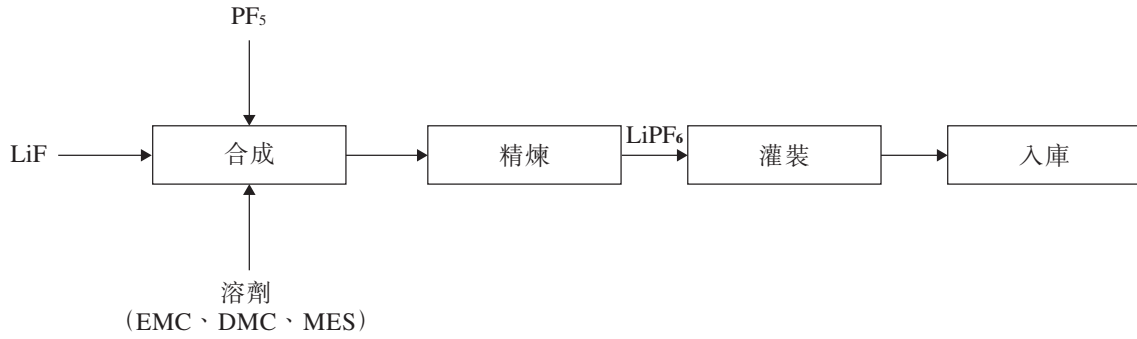 PF₅
LiF
合成
精煉
LiPF₆
灌裝
入庫
溶劑
（EMC、DMC、MES）